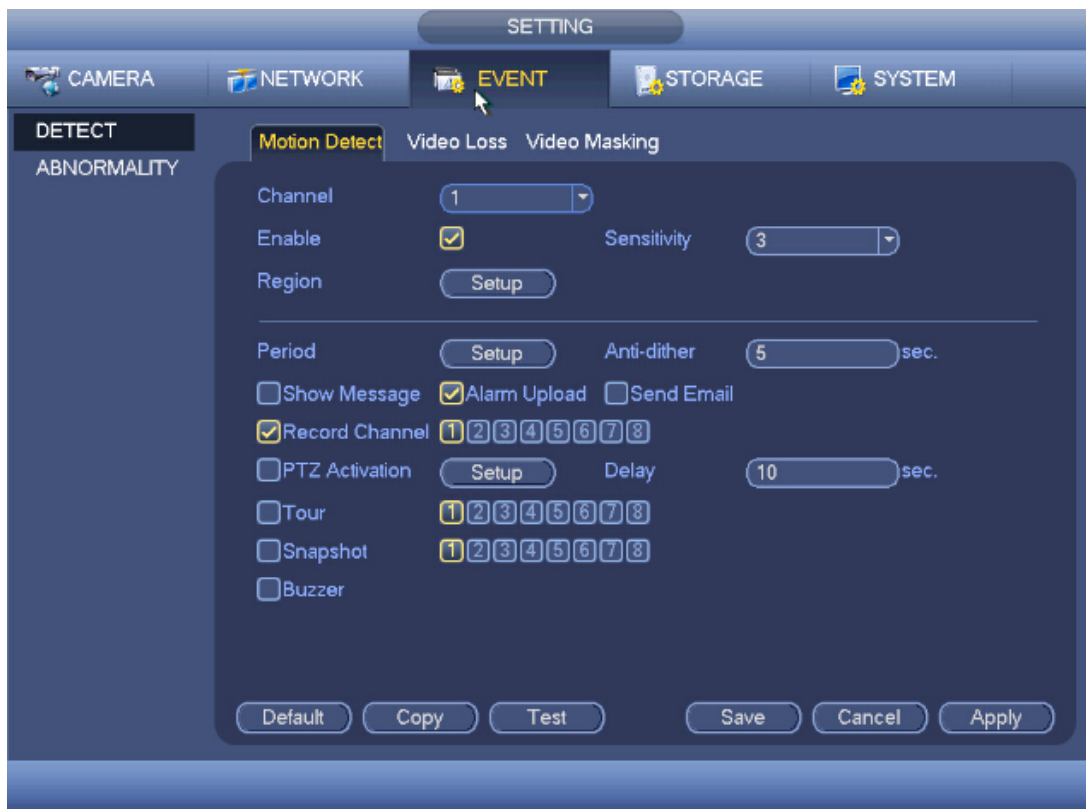 SETTING
CAMERA NETWORK EVENT STORAGE SYSTEM
DETECT
ABNORMALITY
Motion Detect Video Loss Video Masking
Channel 1
Enable Sensitivity 3
Region Setup
Period Setup Anti-dither 5 sec.
Show Message Alarm Upload Send Email
Record Channel 1 2 3 4 5 6 7 8
PTZ Activation Setup Delay 10 sec.
Tour 1 2 3 4 5 6 7 8
Snapshot 1 2 3 4 5 6 7 8
Buzzer
Default Copy Test Save Cancel Apply